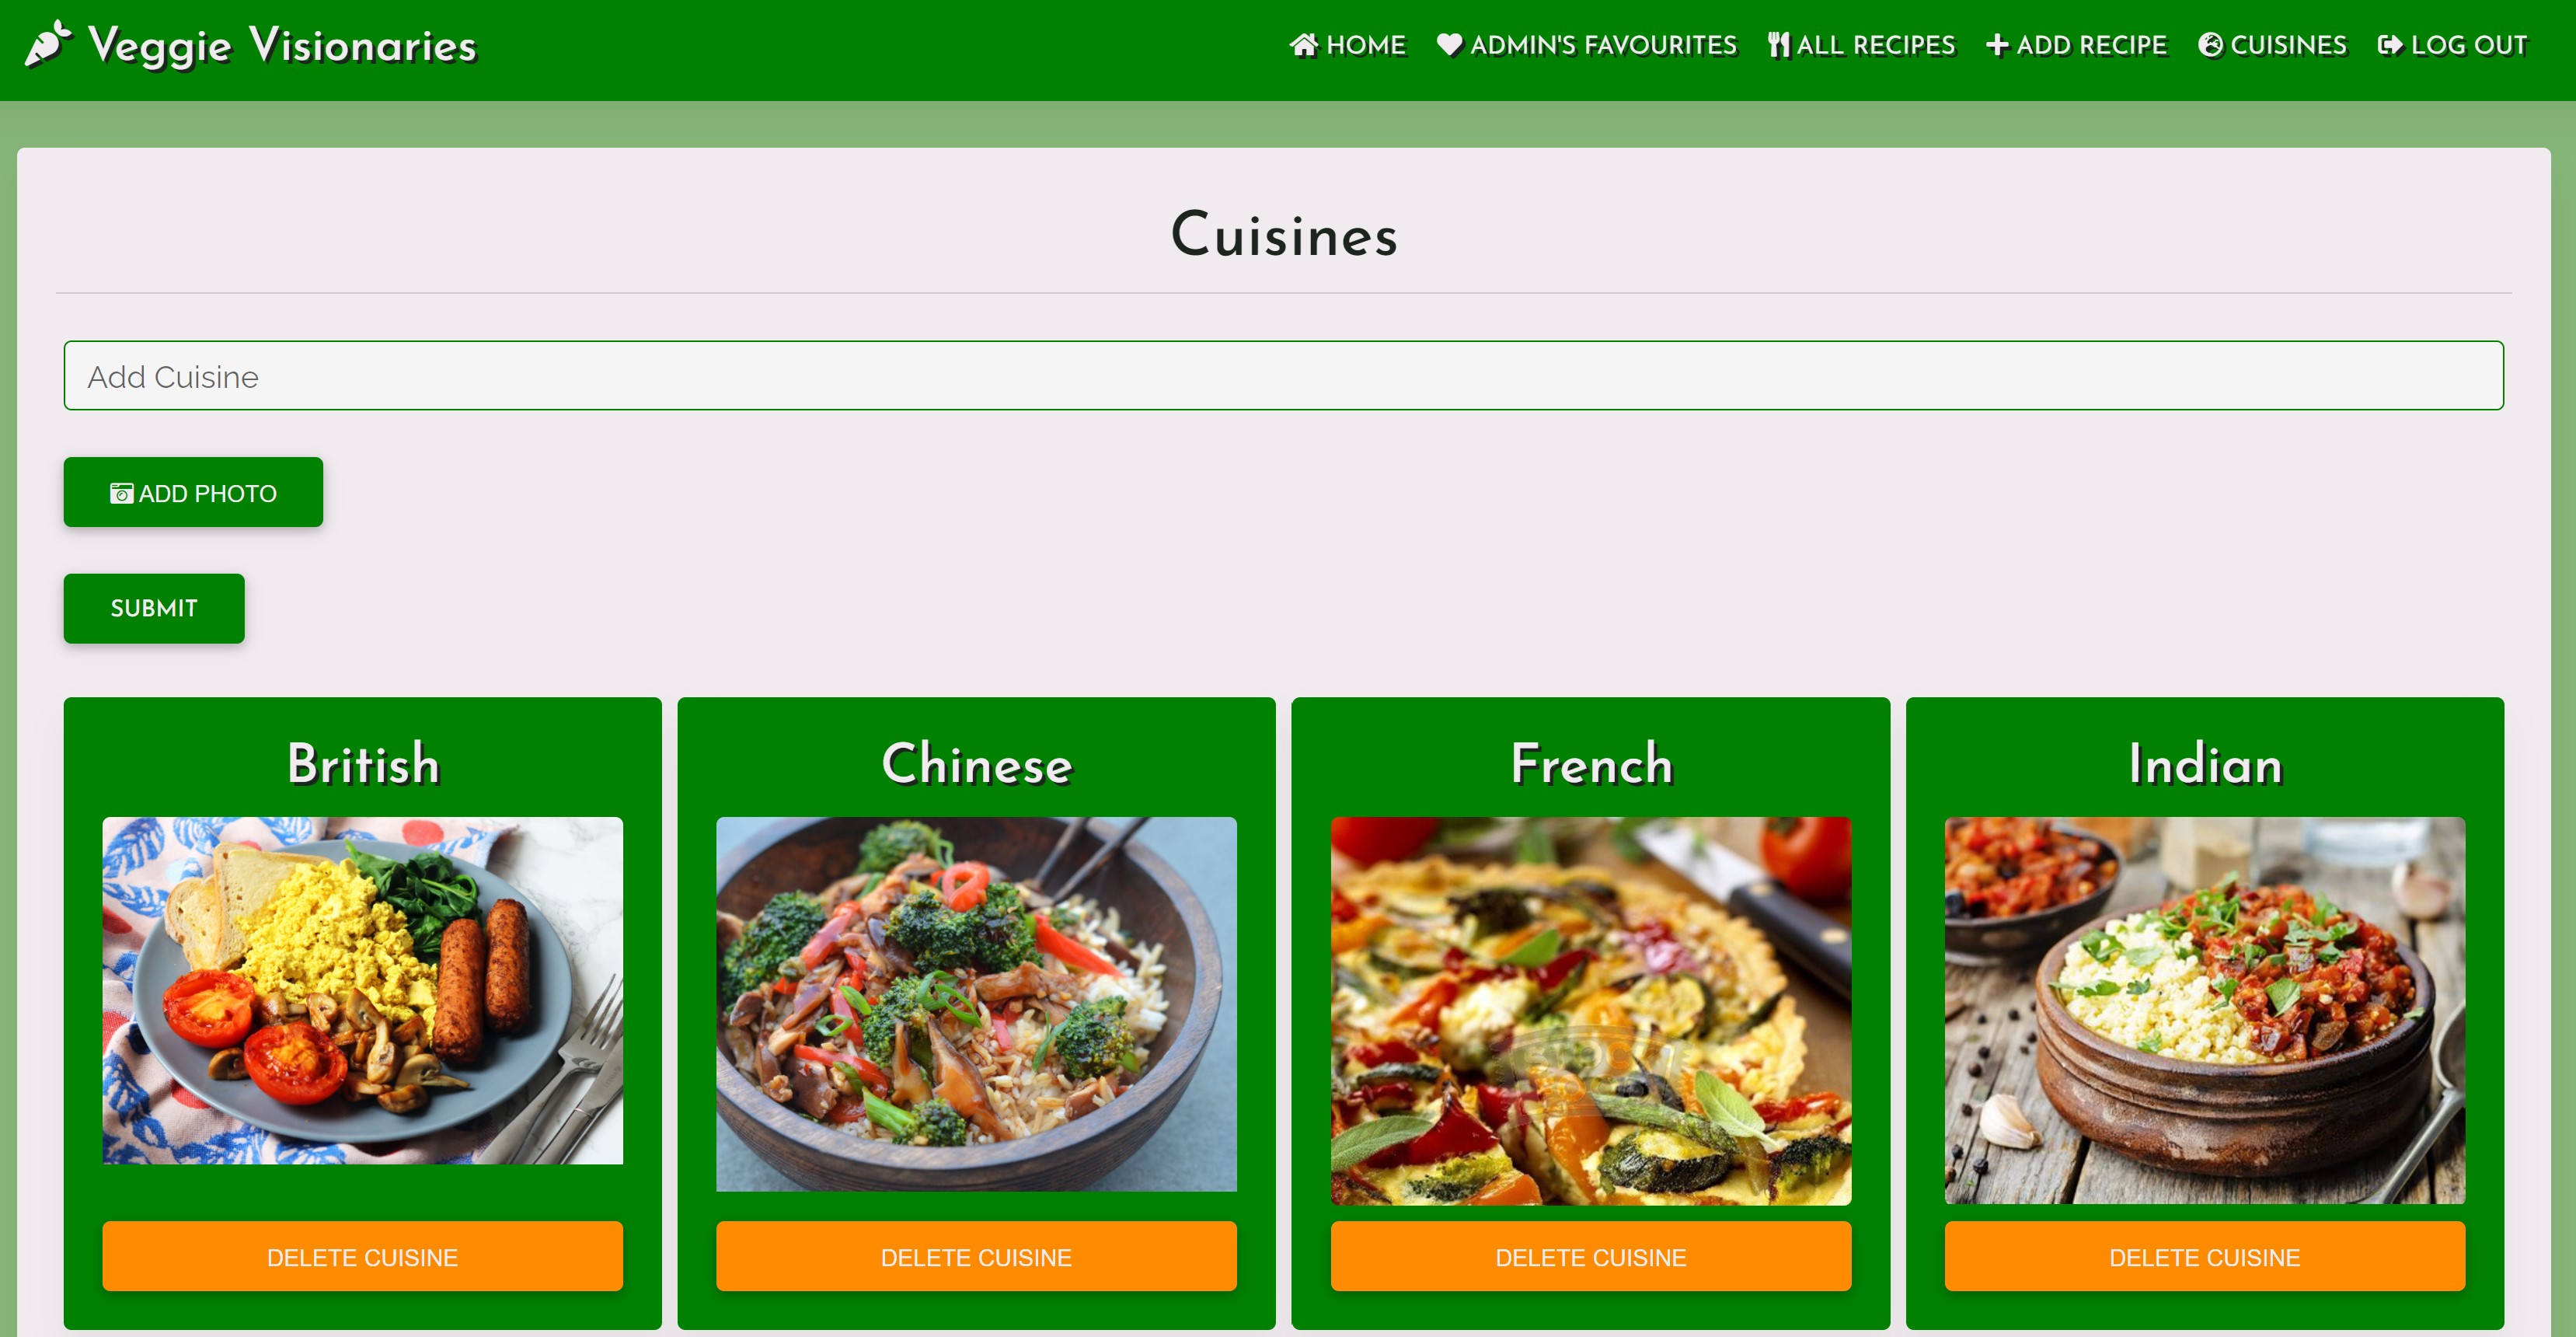 Veggie Visionaries
HOME ADMIN'S FAVOURITES ALL RECIPES ADD RECIPE CUISINES LOG OUT
Cuisines
Add Cuisine
ADD PHOTO
SUBMIT
British Chinese French Indian
DELETE CUISINE DELETE CUISINE DELETE CUISINE DELETE CUISINE